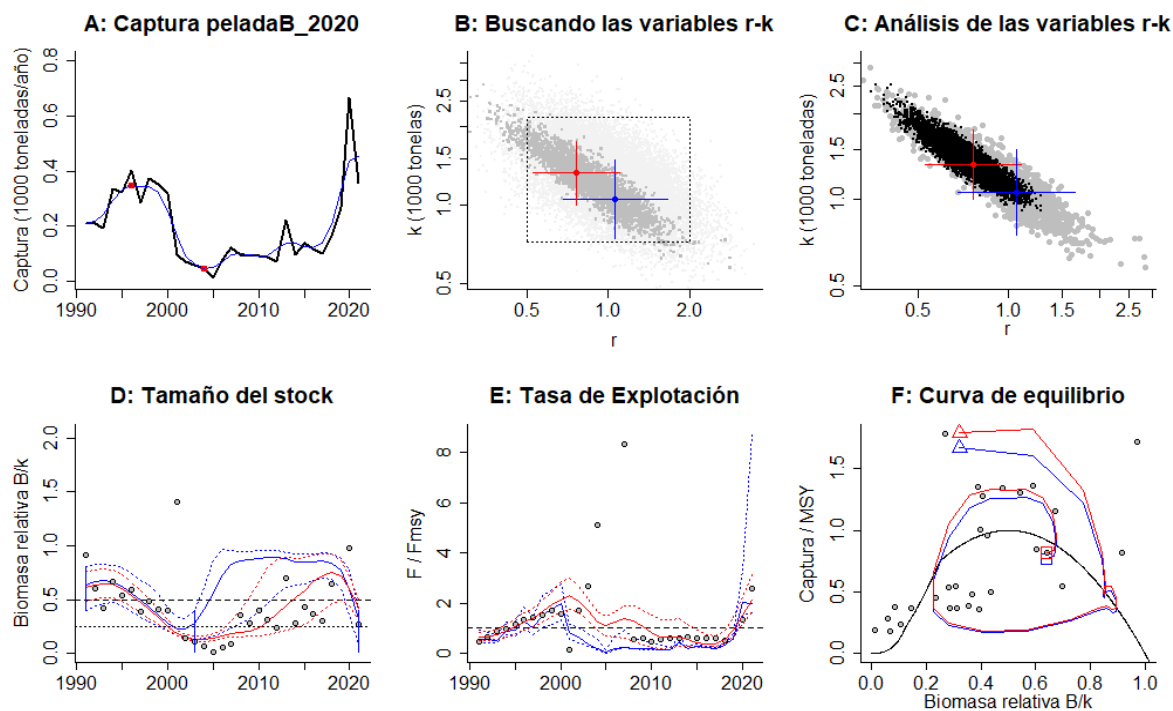 A: Captura peladaB_2020
Captura (1000 toneladas/año)
0.0 0.2 0.4 0.6 0.8
1990 2000 2010 2020
B: Buscando las variables r-k
k (1000 tonelas)
0.5 1.0 1.5 2.5
0.5 1.0 2.0
r
C: Análisis de las variables r-k
k (1000 toneladas)
0.5 1.0 1.5 2.5
0.5 1.0 1.5 2.5
r
D: Tamaño del stock
Biomasa relativa B/k
0.0 0.5 1.0 1.5 2.0
1990 2000 2010 2020
E: Tasa de Explotación
F / Fmsy
0 2 4 6 8
1990 2000 2010 2020
F: Curva de equilibrio
Captura / MSY
0.0 0.5 1.0 1.5
0.0 0.2 0.4 0.6 0.8 1.0
Biomasa relativa B/k